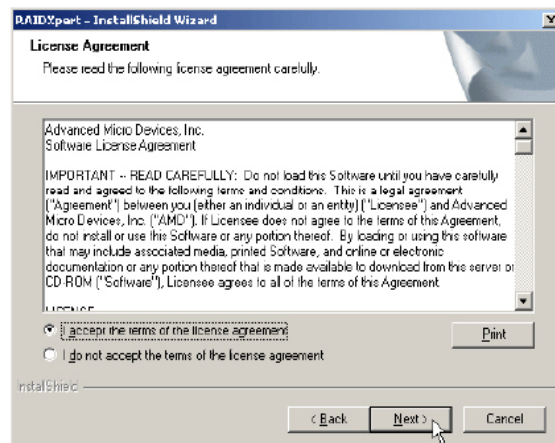 RAIDXpert - InstallShield Wizard
License Agreement
Please read the following license agreement carefully.
Advanced Micro Devices, Inc.
Software License Agreement
IMPORTANT -- READ CAREFULLY: Do not load this Software until you have carefully
read and agreed to the following terms and conditions. This is a legal agreement
("Agreement") between you (either an individual or an entity) ("Licensee") and Advanced
Micro Devices, Inc. ("AMD"). If Licensee does not agree to the terms of this Agreement,
do not install or use this Software or any portion thereof. By loading or using this software
that may include associated media, printed Software, and online or electronic
documentation or any portion thereof that is made available to download from this server or
CD-ROM ("Software"), Licensee agrees to all of the terms of this Agreement
LICENSE
I accept the terms of the license agreement
Print
I do not accept the terms of the license agreement
InstallShield
< Back
Next >
Cancel